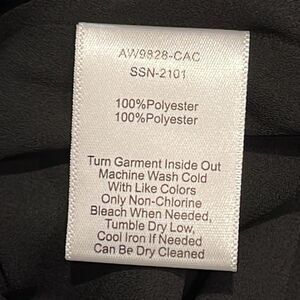 AW9828-CAC
SSN-2101
100%Polyester
100%Polyester
Turn Garment Inside Out
Machine Wash Cold
With Like Colors
Only Non-Chlorine
Bleach When Needed,
Tumble Dry Low,
Cool Iron If Needed
Can Be Dry Cleaned